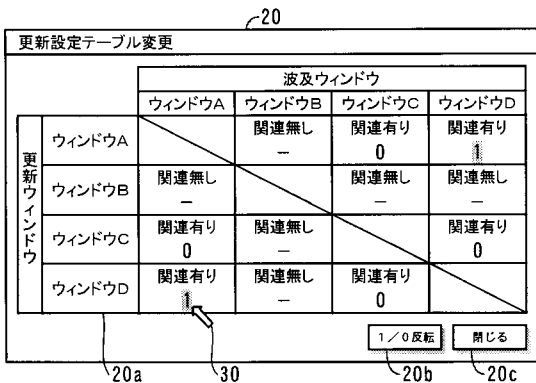 20
更新設定テーブル変更
波及ウィンドウ
ウィンドウA ウィンドウB ウィンドウC ウィンドウD
更新ウィンドウ
ウィンドウA 関連無し 関連有り 関連有り
― 0 1
ウィンドウB 関連無し 関連無し 関連無し
― ― ―
ウィンドウC 関連有り 関連無し 関連有り
0 ― 0
ウィンドウD 関連有り 関連無し 関連有り
1 ― 0
1/0反転 閉じる
20a 30 20b 20c